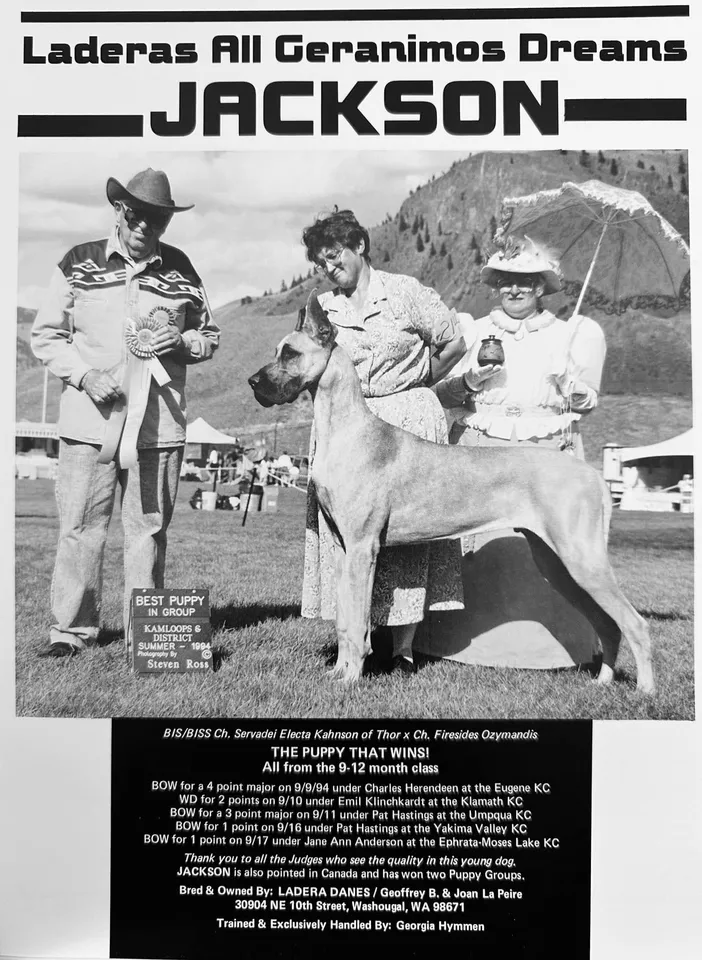 Laderas All Geranimos Dreams
JACKSON
BEST PUPPY
IN GROUP
KAMLOOPS &
DISTRICT
SUMMER - 1994
Photography By ©
Steven Ross
BIS/BISS Ch. Servadei Electa Kahnson of Thor x Ch. Firesides Ozymandis
THE PUPPY THAT WINS!
All from the 9-12 month class
BOW for a 4 point major on 9/9/94 under Charles Herendeen at the Eugene KC
WD for 2 points on 9/10 under Emil Klinchkardt at the Klamath KC
BOW for a 3 point major on 9/11 under Pat Hastings at the Umpqua KC
BOW for 1 point on 9/16 under Pat Hastings at the Yakima Valley KC
BOW for 1 point on 9/17 under Jane Ann Anderson at the Ephrata-Moses Lake KC
Thank you to all the Judges who see the quality in this young dog.
JACKSON is also pointed in Canada and has won two Puppy Groups.
Bred & Owned By: LADERA DANES / Geoffrey B. & Joan La Peire
30904 NE 10th Street, Washougal, WA 98671
Trained & Exclusively Handled By: Georgia Hymmen